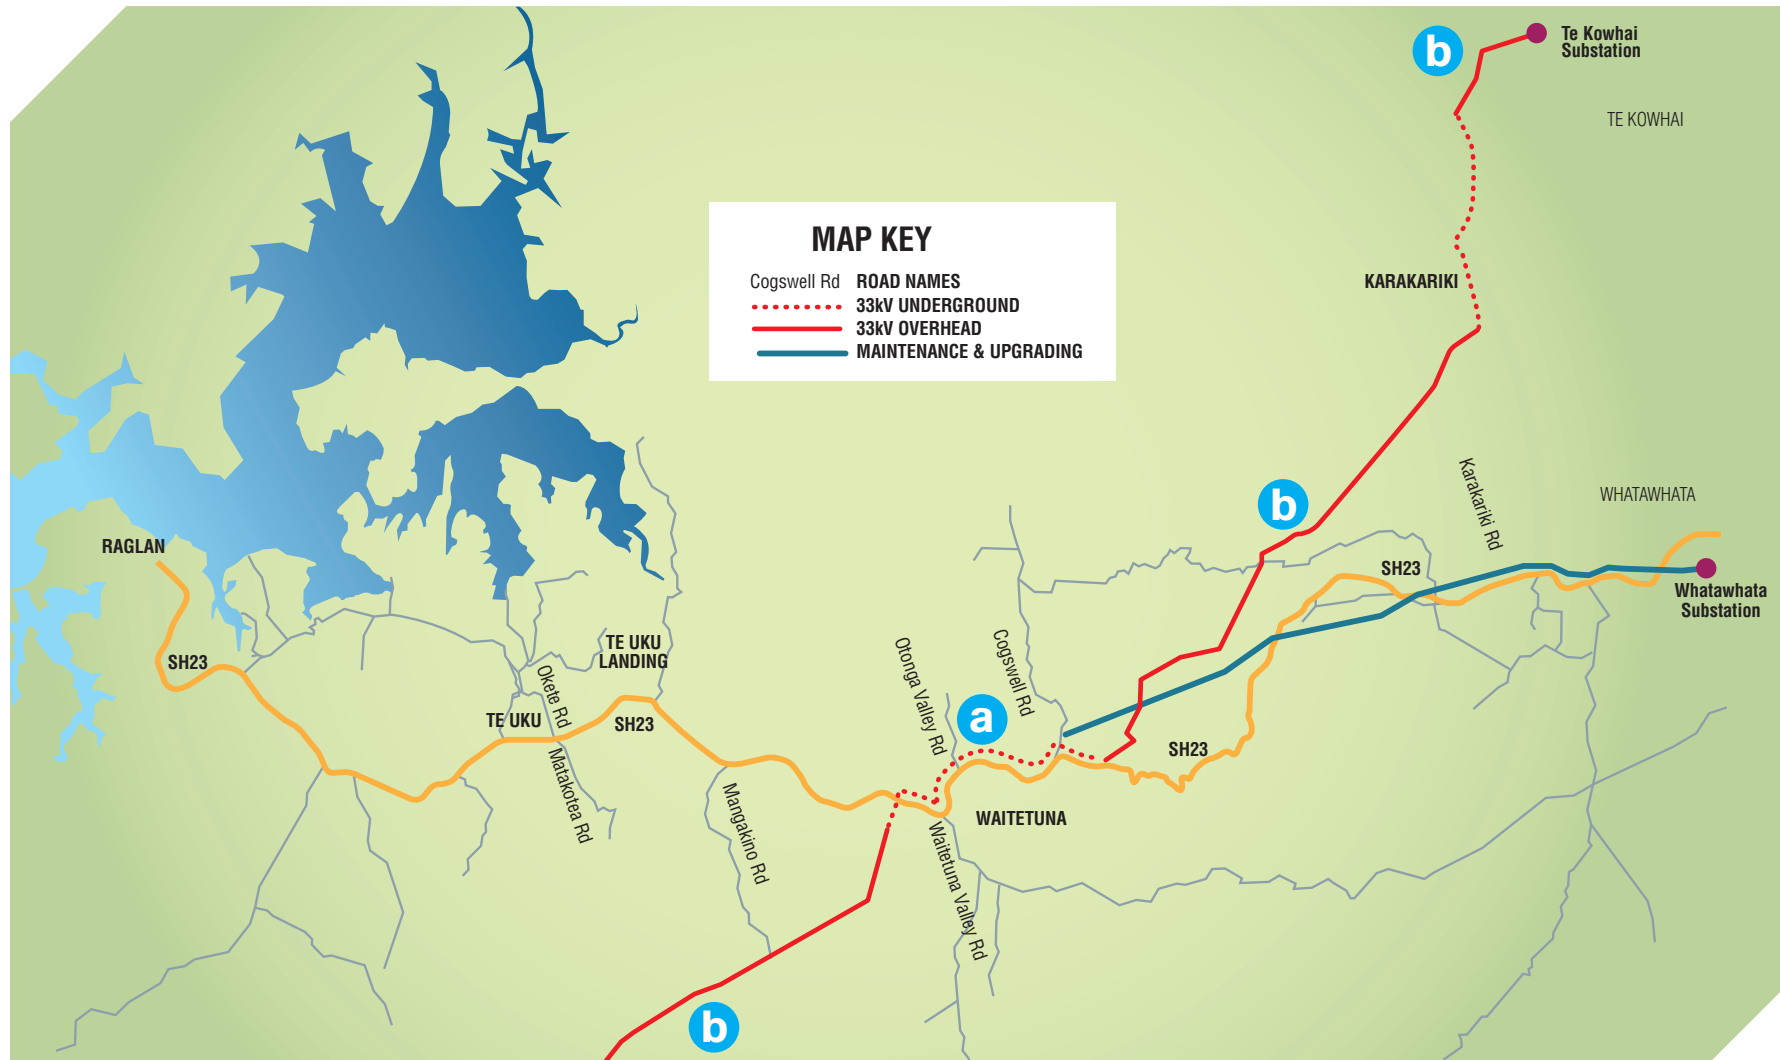 b
Te Kowhai
Substation
TE KOWHAI
MAP KEY
Cogswell Rd ROAD NAMES
33kV UNDERGROUND
33kV OVERHEAD
MAINTENANCE & UPGRADING
KARAKARIKI
Karakariki Rd
WHATAWHATA
b
RAGLAN
SH23
Whatawhata
Substation
SH23
TE UKU
LANDING
Okete Rd
TE UKU
SH23
Otonga Valley Rd
Cogswell Rd
a
SH23
Matakotea Rd
Mangakino Rd
WAITETUNA
Waitetuna Valley Rd
b